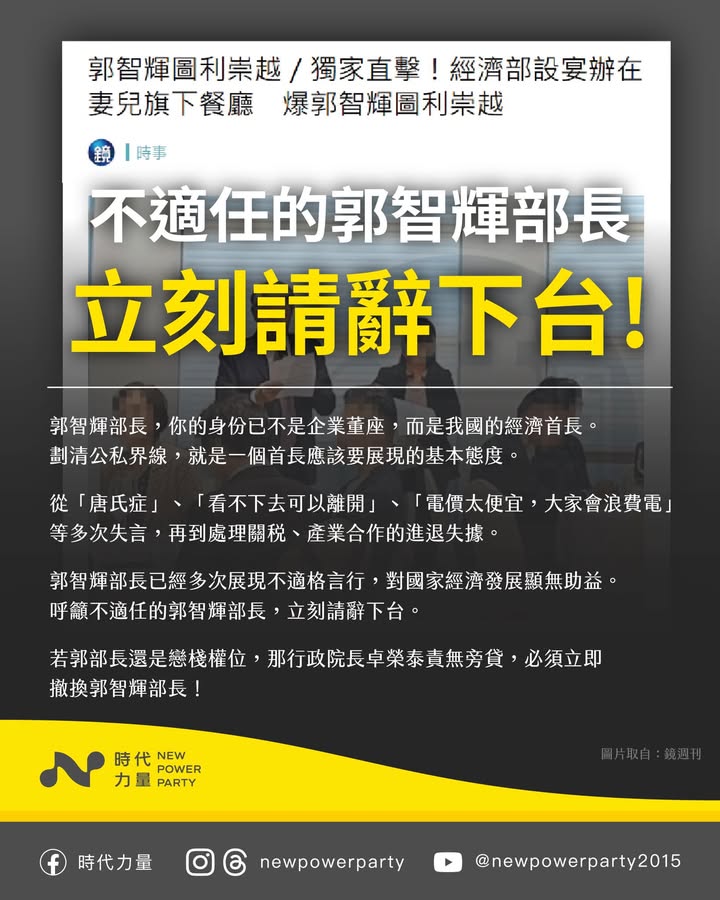 郭智輝圖利崇越／獨家直擊！經濟部設宴辦在
妻兒旗下餐廳　爆郭智輝圖利崇越
鏡 | 時事
不適任的郭智輝部長
立刻請辭下台!
郭智輝部長，你的身份已不是企業董座，而是我國的經濟首長。
劃清公私界線，就是一個首長應該要展現的基本態度。
從「唐氏症」、「看不下去可以離開」、「電價太便宜，大家會浪費電」
等多次失言，再到處理關税、產業合作的進退失據。
郭智輝部長已經多次展現不適格言行，對國家經濟發展顯無助益。
呼籲不適任的郭智輝部長，立刻請辭下台。
若郭部長還是戀棧權位，那行政院長卓榮泰責無旁貸，必須立即
撤換郭智輝部長！
圖片取自：鏡週刊
時代力量 NEW POWER PARTY
時代力量 newpowerparty @newpowerparty2015